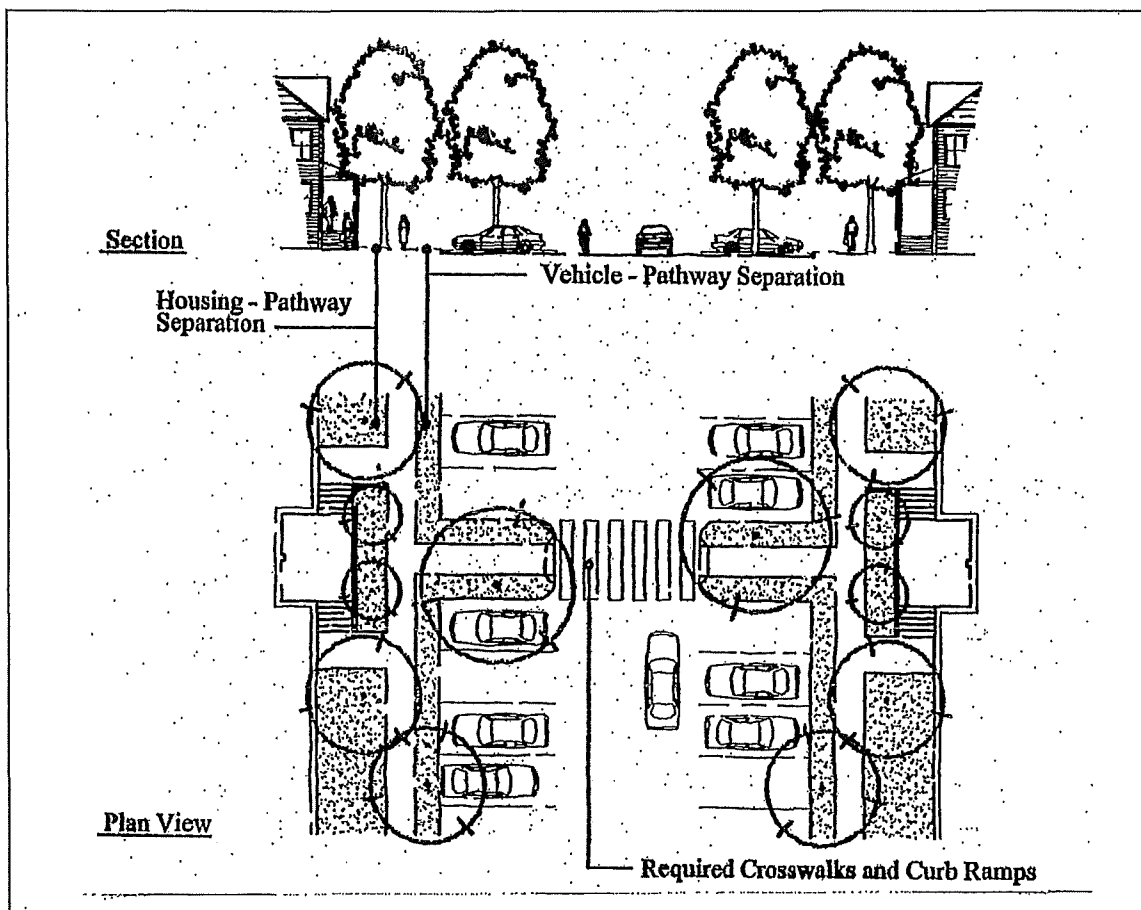 Section
Vehicle - Pathway Separation
Housing - Pathway
Separation
Plan View
Required Crosswalks and Curb Ramps